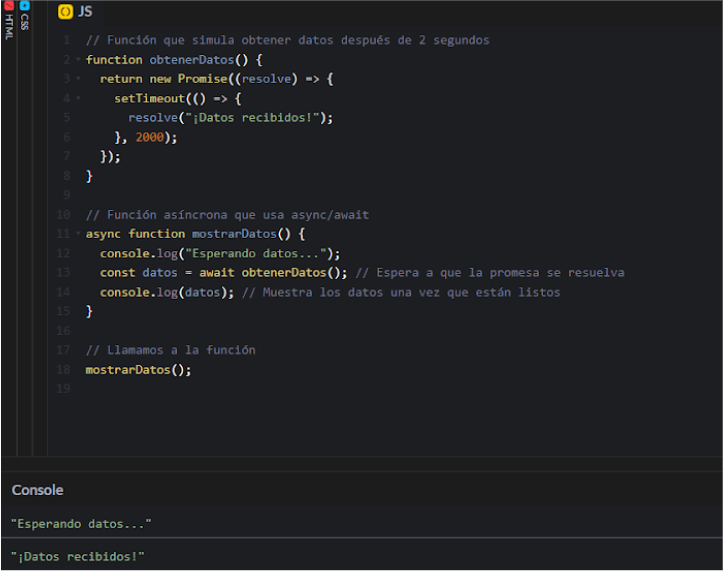 HTML
CSS
JS
1 // Función que simula obtener datos después de 2 segundos
2 function obtenerDatos() {
3   return new Promise((resolve) => {
4     setTimeout(() => {
5       resolve("¡Datos recibidos!");
6     }, 2000);
7   });
8 }
9
10 // Función asíncrona que usa async/await
11 async function mostrarDatos() {
12   console.log("Esperando datos...");
13   const datos = await obtenerDatos(); // Espera a que la promesa se resuelva
14   console.log(datos); // Muestra los datos una vez que están listos
15 }
16
17 // Llamamos a la función
18 mostrarDatos();
19
Console
"Esperando datos..."
"¡Datos recibidos!"